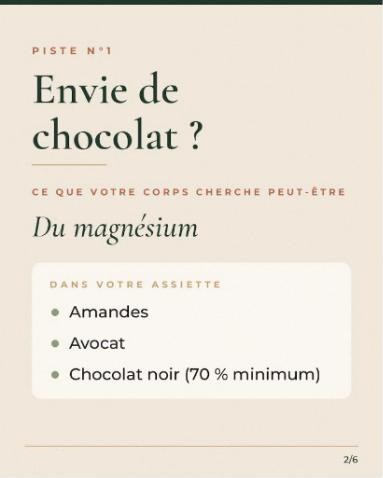 PISTE N°1
Envie de
chocolat ?
CE QUE VOTRE CORPS CHERCHE PEUT-ÊTRE
Du magnésium
DANS VOTRE ASSIETTE
Amandes
Avocat
Chocolat noir (70 % minimum)
2/6